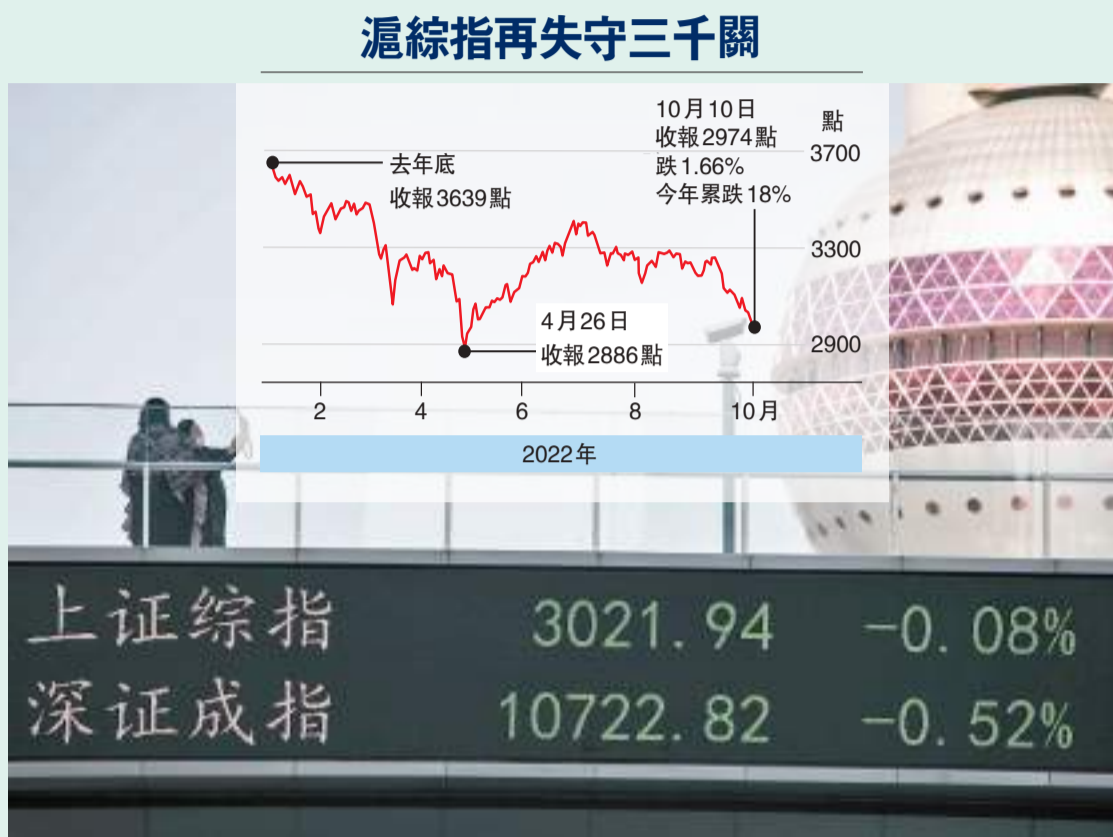 滬綜指再失守三千關
10月10日
收報2974點
跌1.66%
今年累跌18%
點
3700
3300
2900
去年底
收報3639點
4月26日
收報2886點
2 4 6 8 10月
2022年
上证综指 3021.94 -0.08%
深证成指 10722.82 -0.52%